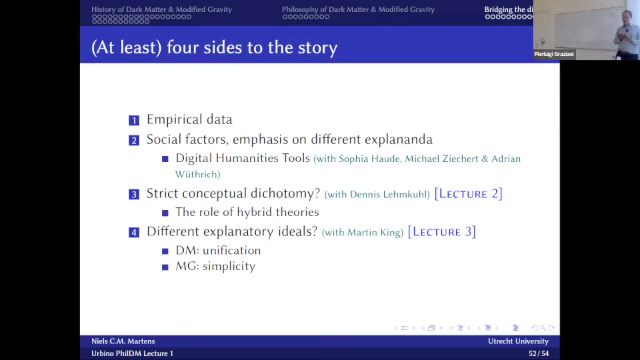 History of Dark Matter & Modified Gravity
Philosophy of Dark Matter & Modified Gravity
Bridging the di
(At least) four sides to the story
Pierluigi Graziani
1 Empirical data
2 Social factors, emphasis on different explananda
Digital Humanities Tools (with Sophia Haude, Michael Ziechert & Adrian
Wüthrich)
3 Strict conceptual dichotomy? (with Dennis Lehmkuhl) [Lecture 2]
The role of hybrid theories
4 Different explanatory ideals? (with Martin King) [Lecture 3]
DM: unification
MG: simplicity
Niels C.M. Martens
Utrecht University
Urbino PhilDM Lecture 1
52 / 54